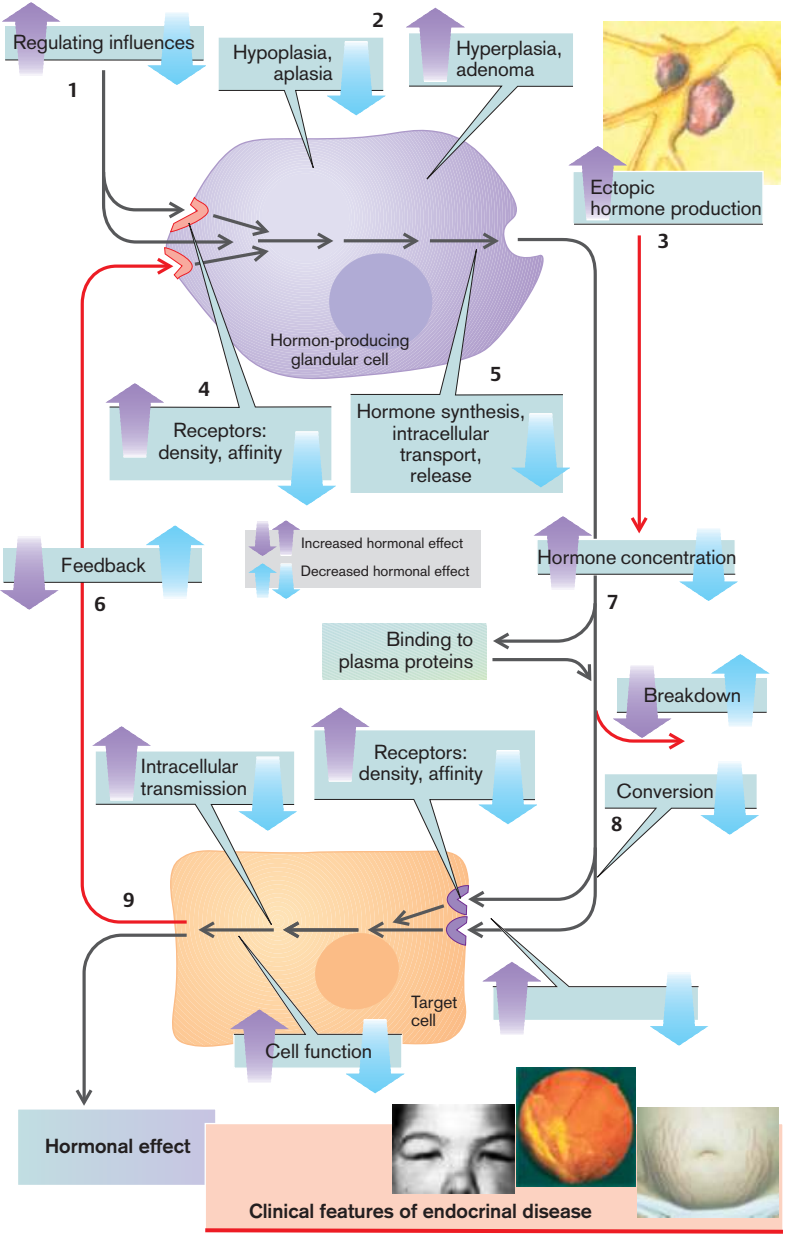 Regulating influences
1
2
Hypoplasia,
aplasia
Hyperplasia,
adenoma
Ectopic
hormone production
3
Hormon-producing
glandular cell
4
Receptors:
density, affinity
5
Hormone synthesis,
intracellular
transport,
release
Increased hormonal effect
Decreased hormonal effect
Feedback
6
Hormone concentration
7
Binding to
plasma proteins
Breakdown
Intracellular
transmission
Receptors:
density, affinity
Conversion
8
9
Target
cell
Cell function
Hormonal effect
Clinical features of endocrinal disease